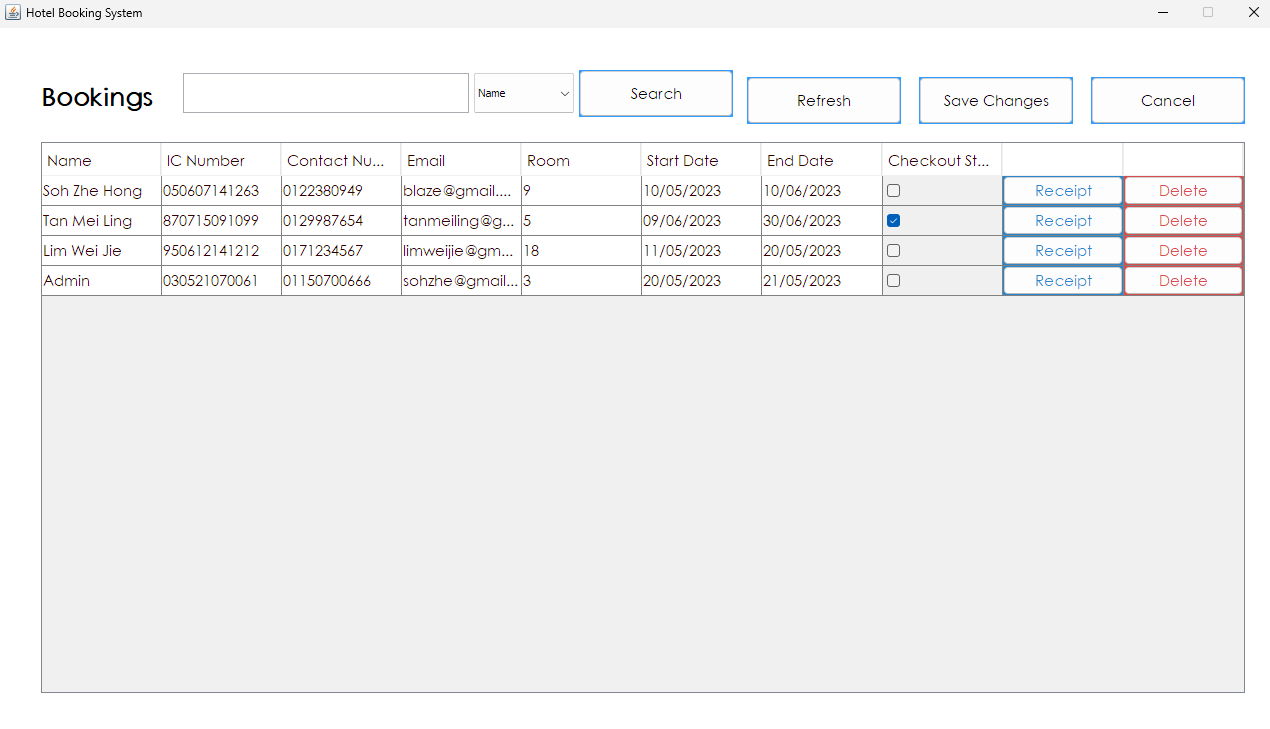 Hotel Booking System
Bookings Name Search Refresh Save Changes Cancel
Name IC Number Contact Nu... Email Room Start Date End Date Checkout St...
Soh Zhe Hong 050607141263 0122380949 blaze@gmail.... 9 10/05/2023 10/06/2023 Receipt Delete
Tan Mei Ling 870715091099 0129987654 tanmeiling@g... 5 09/06/2023 30/06/2023 Receipt Delete
Lim Wei Jie 950612141212 0171234567 limweijie@gm... 18 11/05/2023 20/05/2023 Receipt Delete
Admin 030521070061 01150700666 sohzhe@gmail... 3 20/05/2023 21/05/2023 Receipt Delete